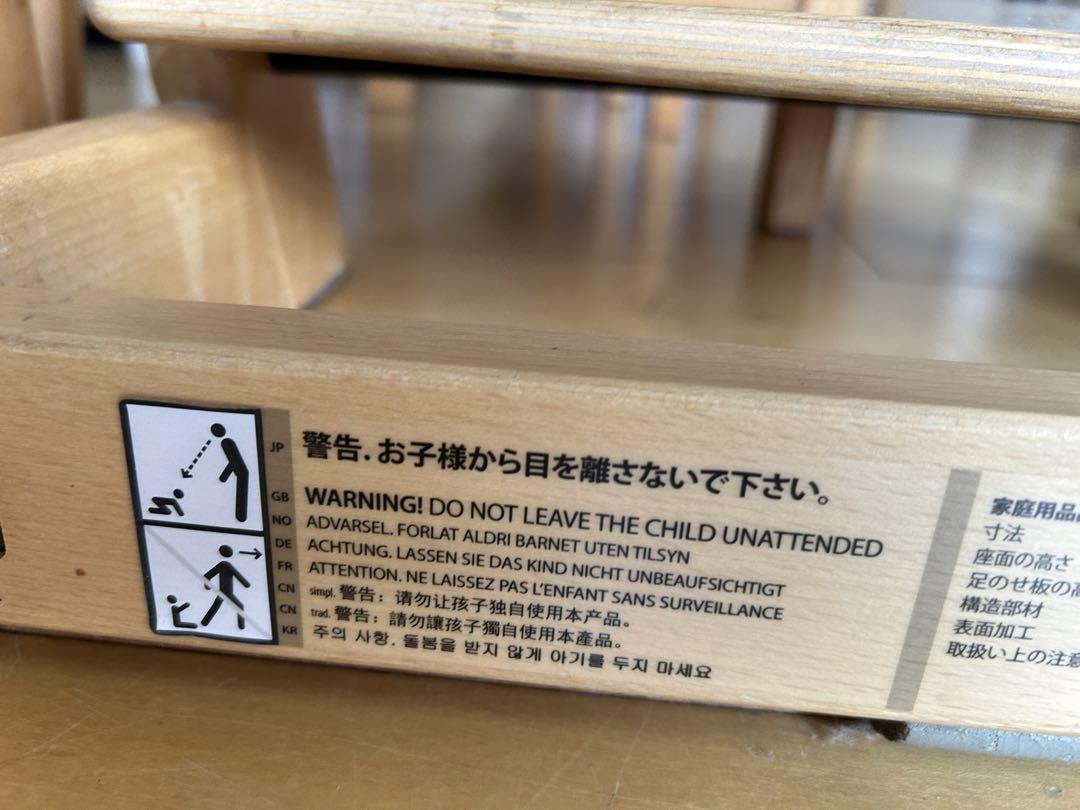 JP 警告. お子様から目を離さないで下さい。
GB WARNING! DO NOT LEAVE THE CHILD UNATTENDED
NO ADVARSEL. FORLAT ALDRI BARNET UTEN TILSYN
DE ACHTUNG. LASSEN SIE DAS KIND NICHT UNBEAUFSICHTIGT
FR ATTENTION. NE LAISSEZ PAS L'ENFANT SANS SURVEILLANCE
CN simpl. 警告：请勿让孩子独自使用本产品。
CN trad. 警告：請勿讓孩子獨自使用本產品。
KR 주의 사항. 돌봄을 받지 않게 아기를 두지 마세요
家庭用品
寸法
座面の高さ
足のせ板の高
構造部材
表面加工
取扱い上の注意